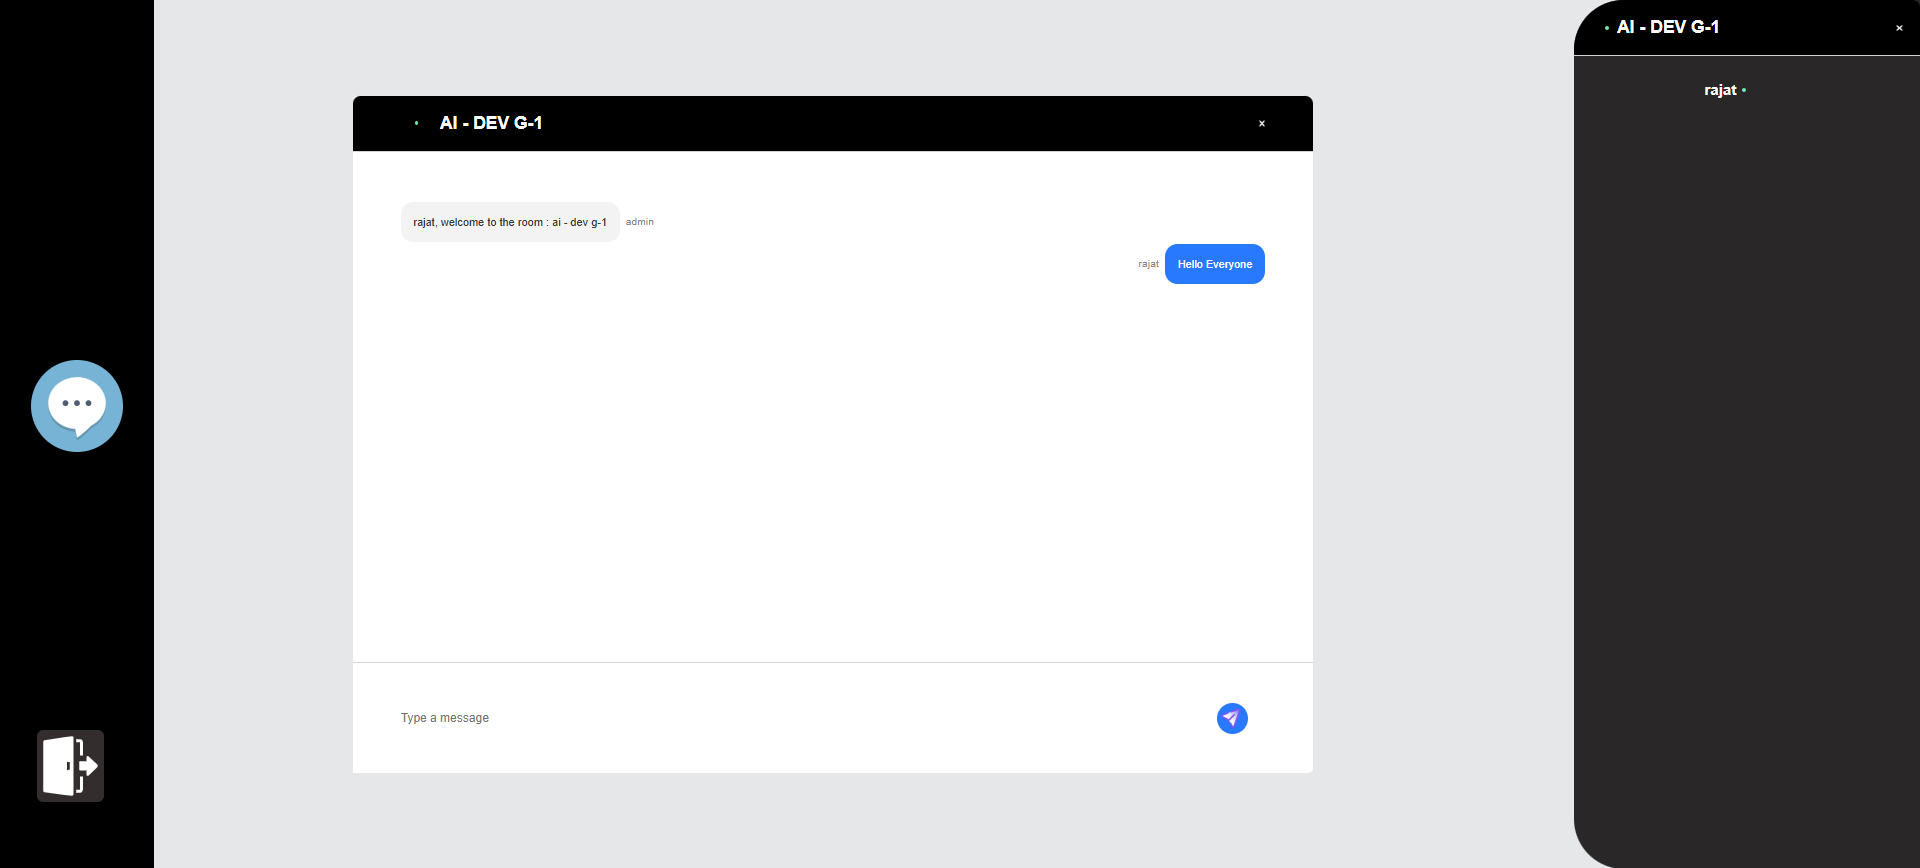 AI - DEV G-1
×
rajat, welcome to the room : ai - dev g-1 admin
rajat Hello Everyone
Type a message
AI - DEV G-1
×
rajat